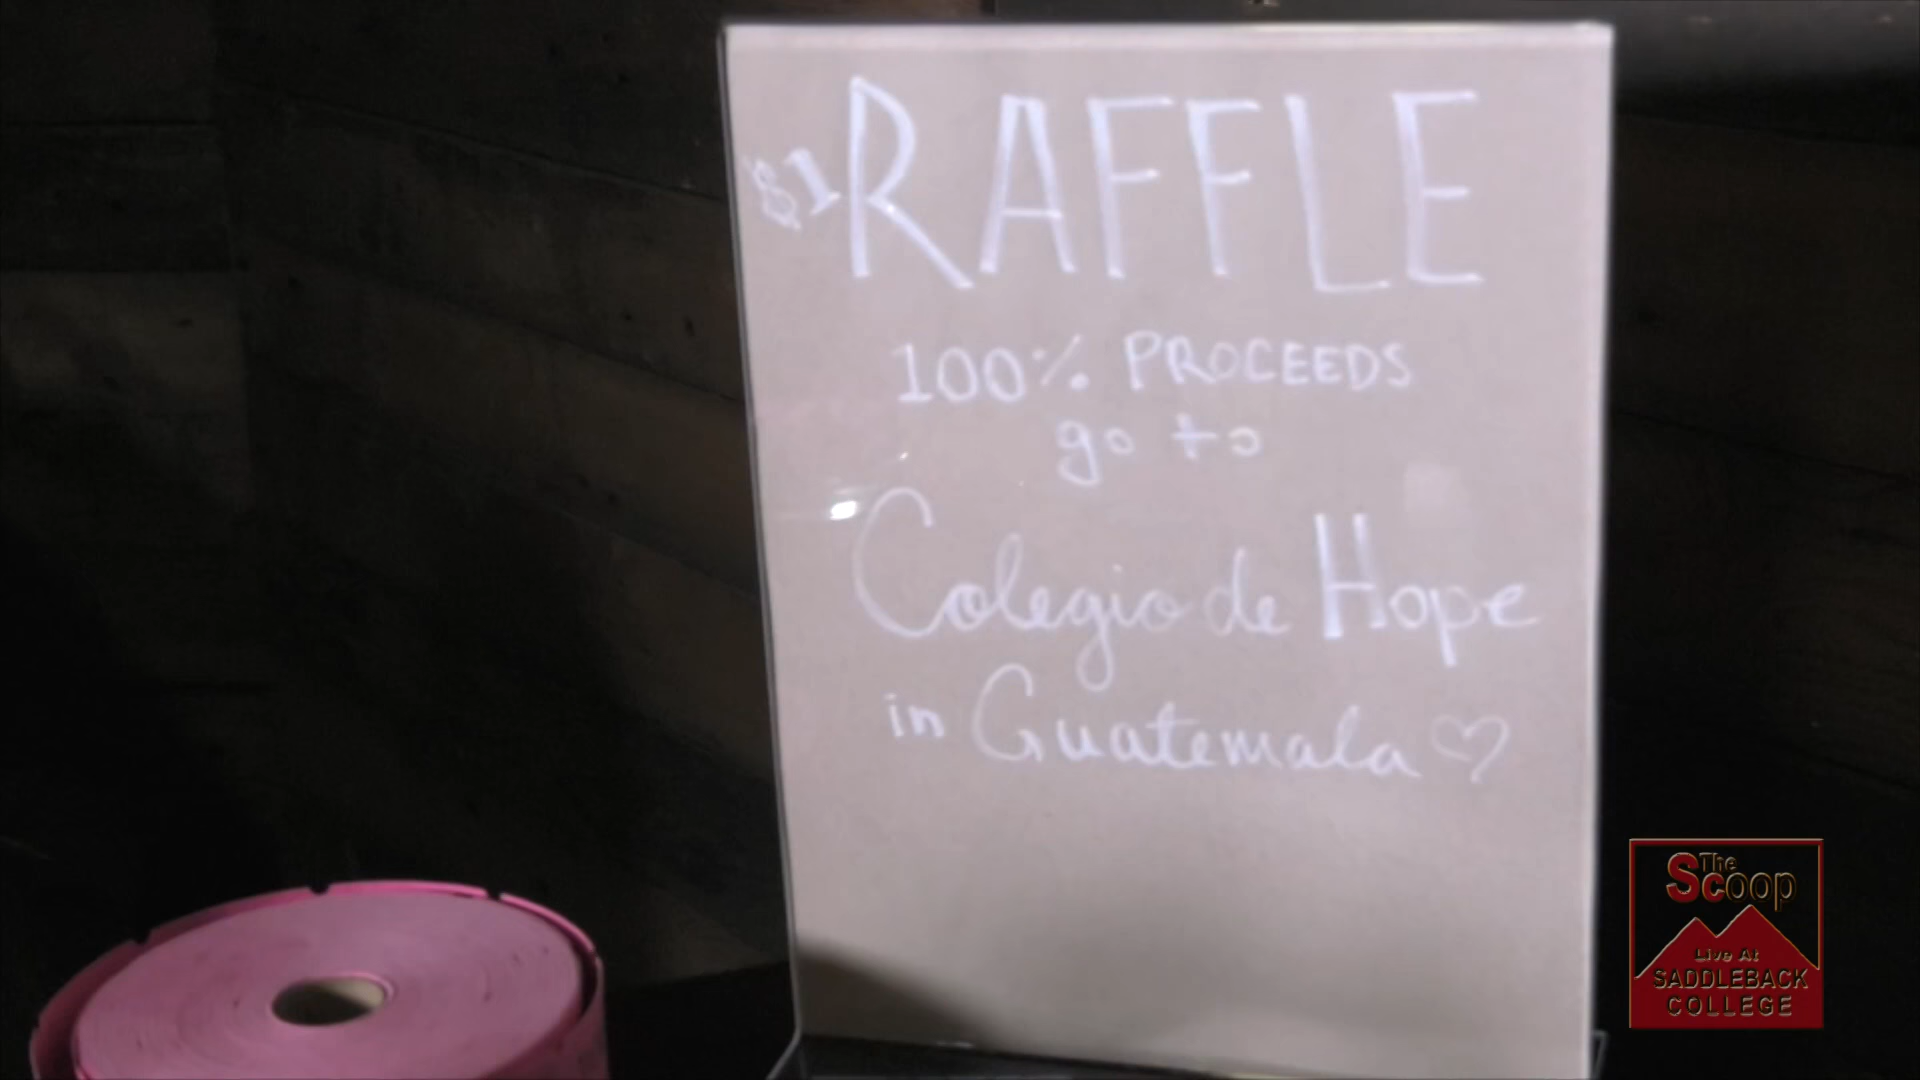 $1 RAFFLE
100% PROCEEDS
go to
Colegio de Hope
in Guatemala ♡
The
Scoop
Live At
SADDLEBACK
COLLEGE